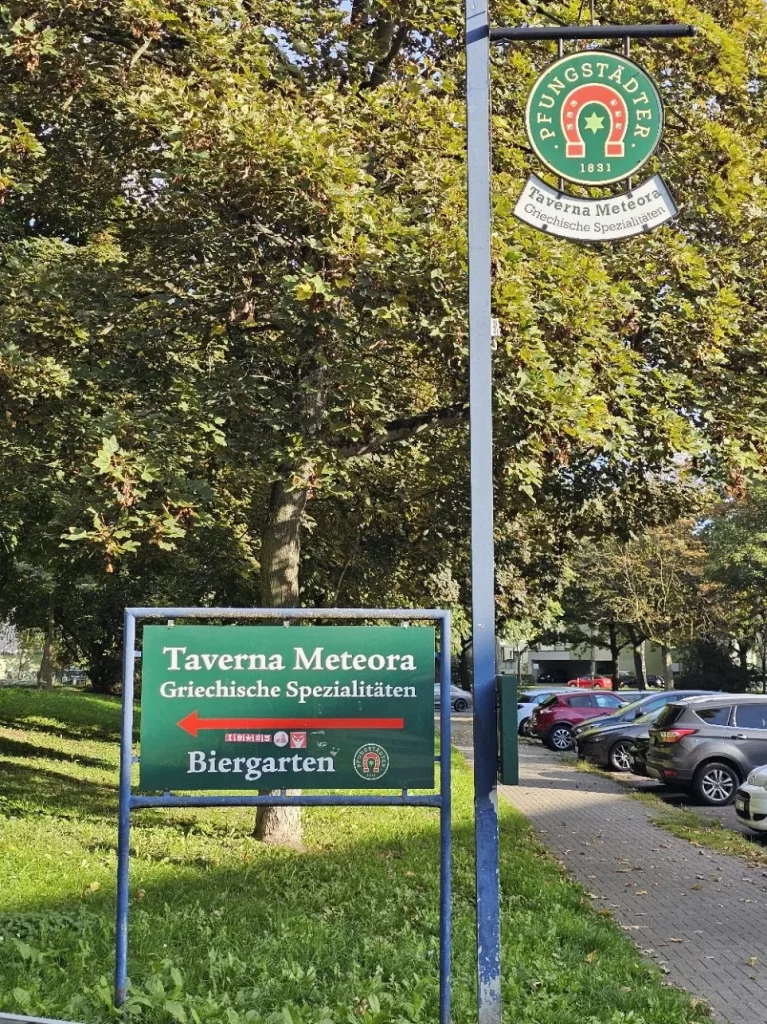 PFUNGSTÄDTER
1831
Taverna Meteora
Griechische Spezialitäten
Taverna Meteora
Griechische Spezialitäten
Biergarten